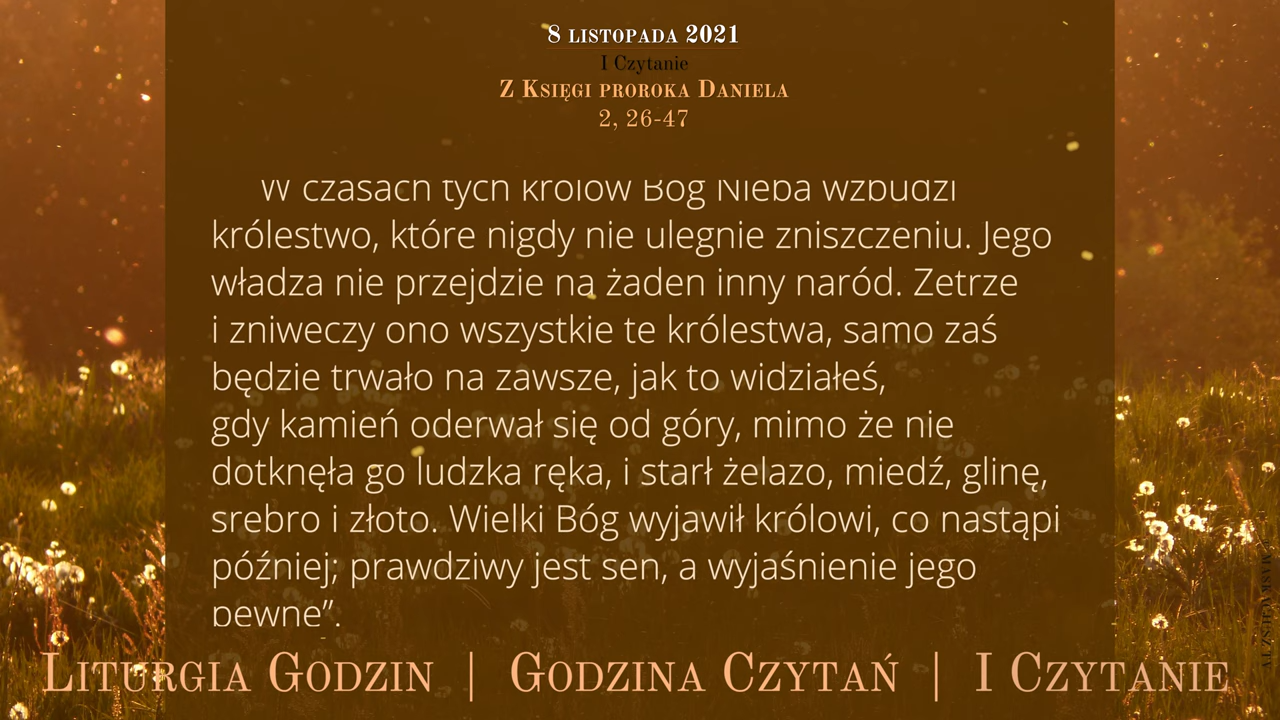 8 LISTOPADA 2021
I Czytanie
Z KSIĘGI PROROKA DANIELA
2, 26-47
W czasach tych królów Bóg Nieba wzbudzi
królestwo, które nigdy nie ulegnie zniszczeniu. Jego
władza nie przejdzie na żaden inny naród. Zetrze
i zniweczy ono wszystkie te królestwa, samo zaś
będzie trwało na zawsze, jak to widziałeś,
gdy kamień oderwał się od góry, mimo że nie
dotknęła go ludzka ręka, i starł żelazo, miedź, glinę,
srebro i złoto. Wielki Bóg wyjawił królowi, co nastąpi
później; prawdziwy jest sen, a wyjaśnienie jego
pewne”.
LITURGIA GODZIN | GODZINA CZYTAŃ | I CZYTANIE